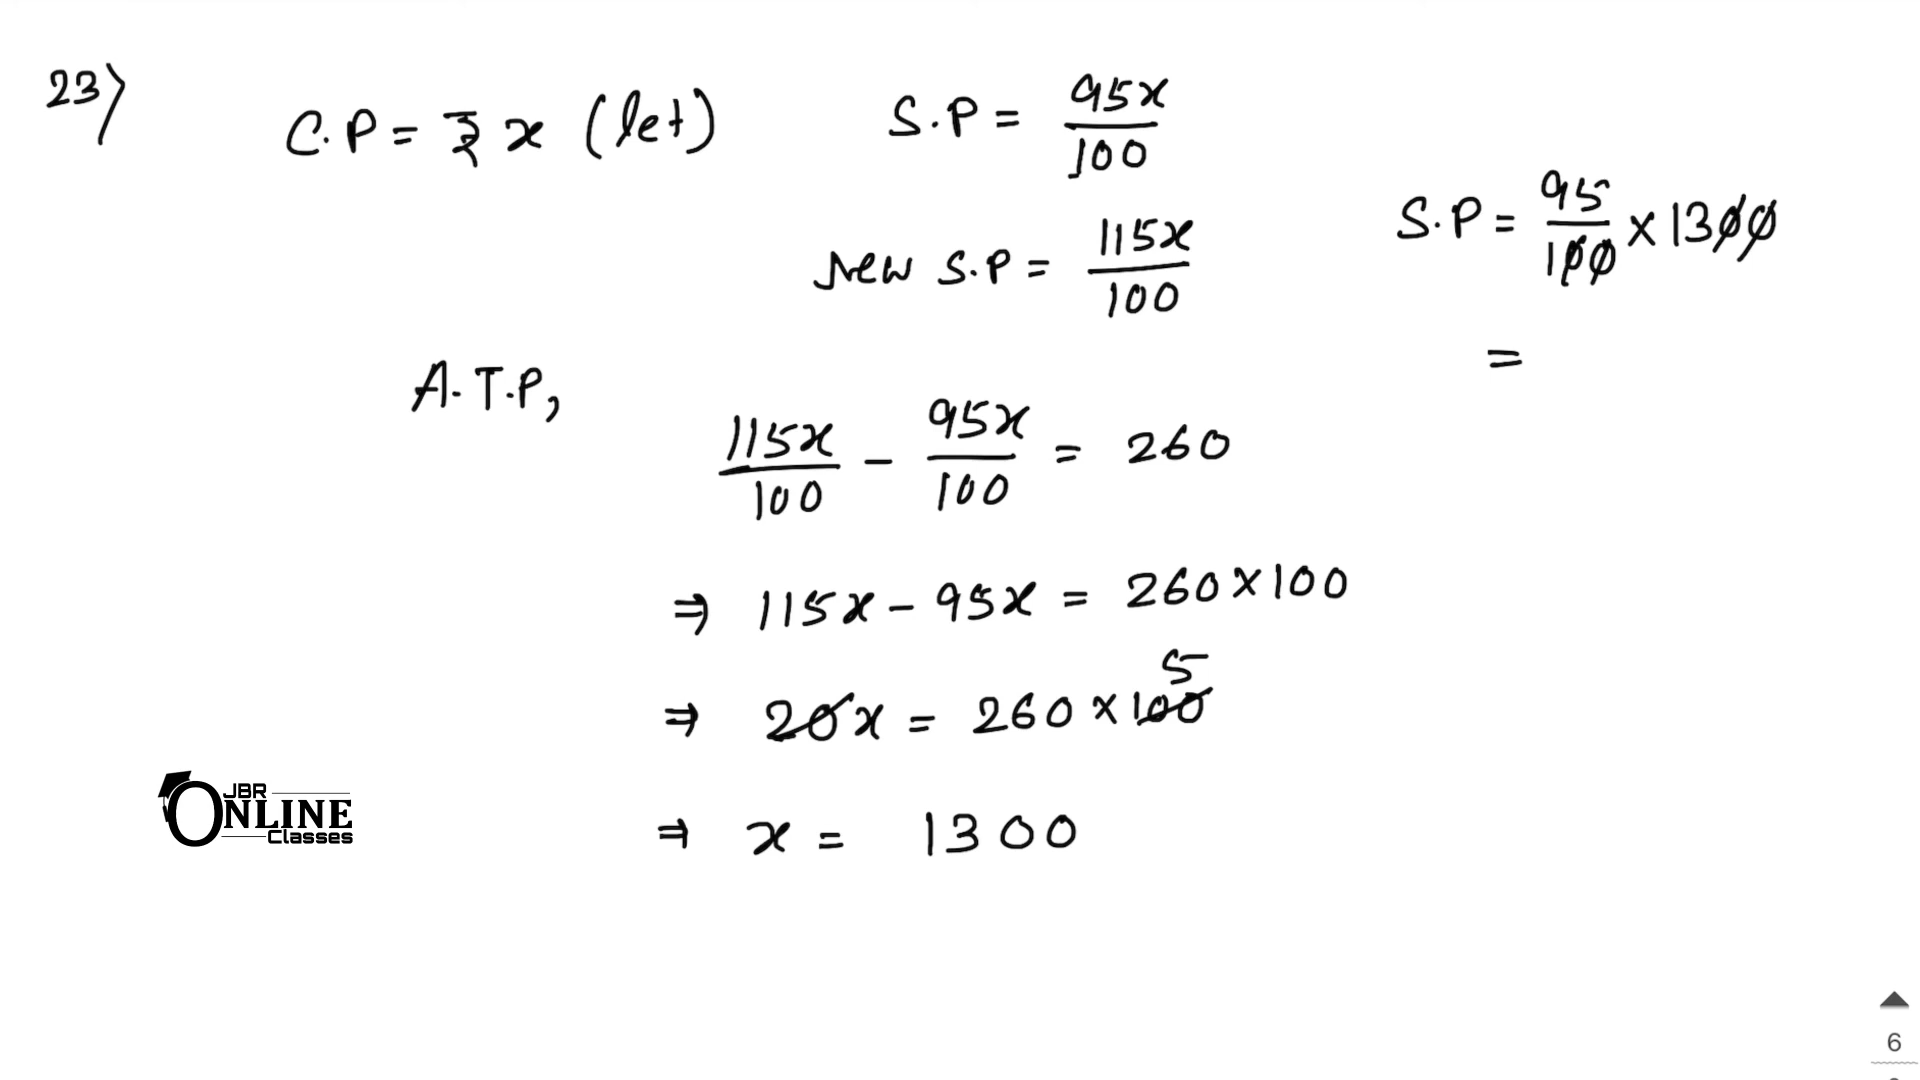 23)
C.P = ₹ x (let)
S.P = 95x/100
New S.P = 115x/100
A.T.P,
115x/100 - 95x/100 = 260
⇒ 115x - 95x = 260 × 100
5
⇒ 20x = 260 × 100
⇒ x = 1300
S.P = 95/100 × 1300
=
JBR
ONLINE
Classes
6